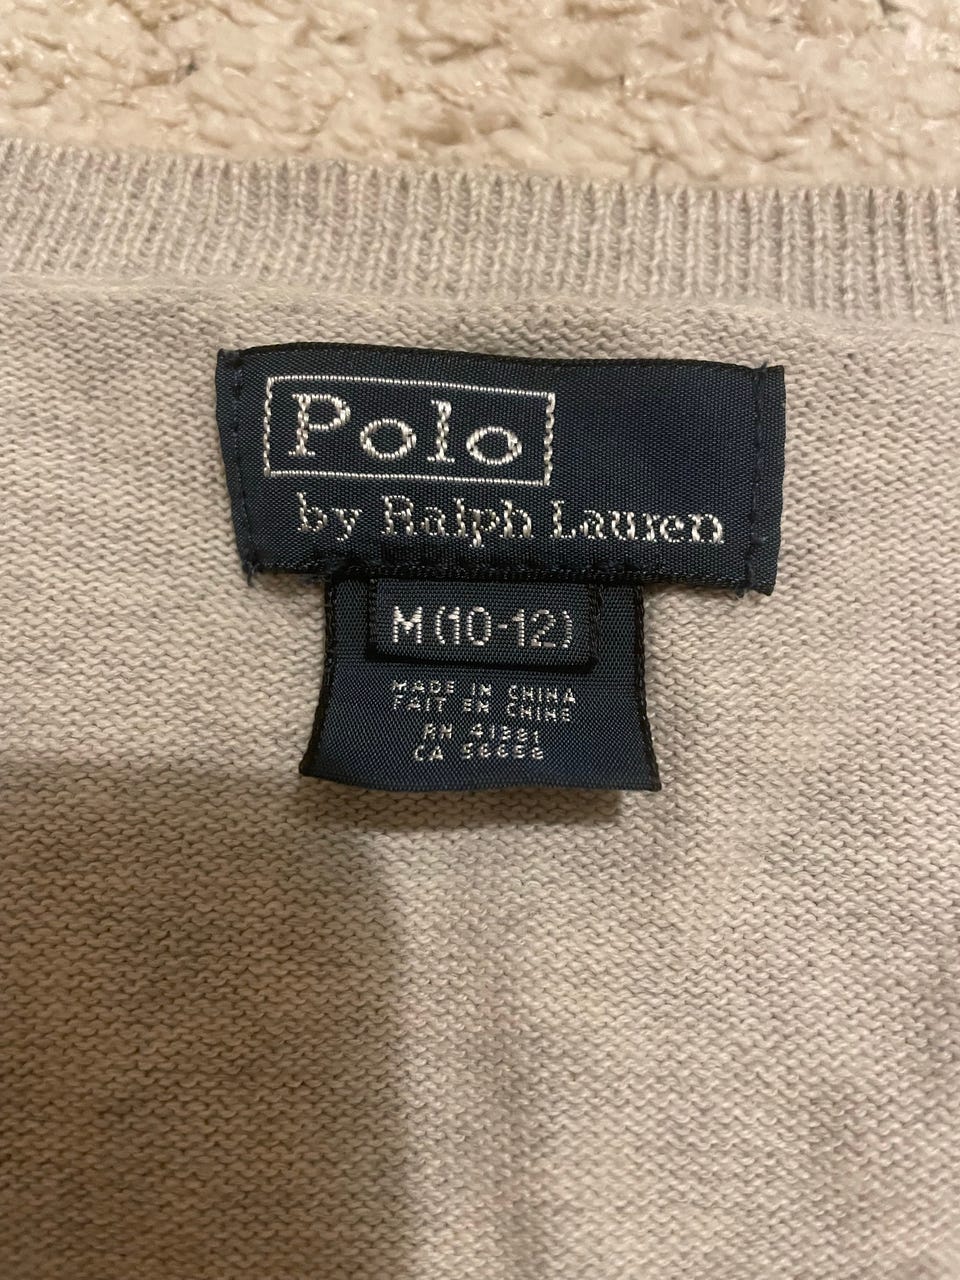 Polo
by Ralph Lauren
M (10-12)
MADE IN CHINA
FAIT EN CHINE
RN 41381
CA 56658